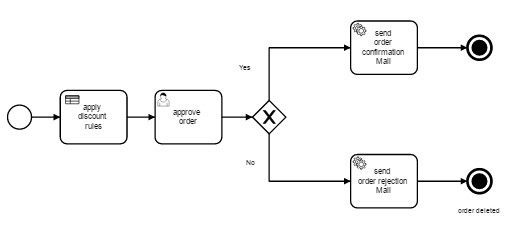 send
order
confirmation
Mail
Yes
apply
discount
rules
approve
order
No
send
order rejection
Mail
order deleted